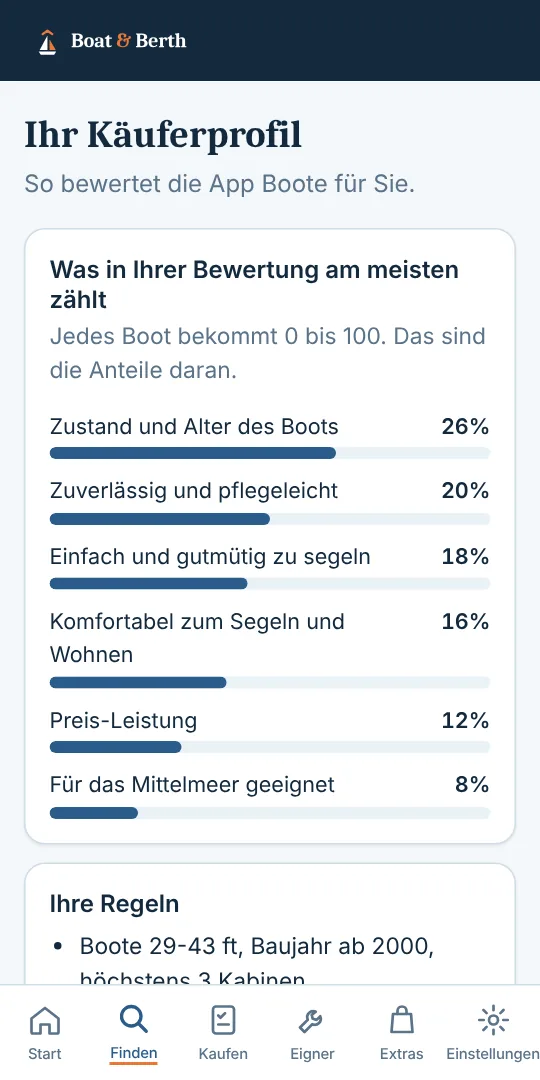 Boat & Berth
Ihr Käuferprofil
So bewertet die App Boote für Sie.
Was in Ihrer Bewertung am meisten
zählt
Jedes Boot bekommt 0 bis 100. Das sind
die Anteile daran.
Zustand und Alter des Boots 26%
Zuverlässig und pflegeleicht 20%
Einfach und gutmütig zu segeln 18%
Komfortabel zum Segeln und 16%
Wohnen
Preis-Leistung 12%
Für das Mittelmeer geeignet 8%
Ihre Regeln
• Boote 29-43 ft, Baujahr ab 2000,
höchstens 3 Kabinen
Start Finden Kaufen Eigner Extras Einstellungen